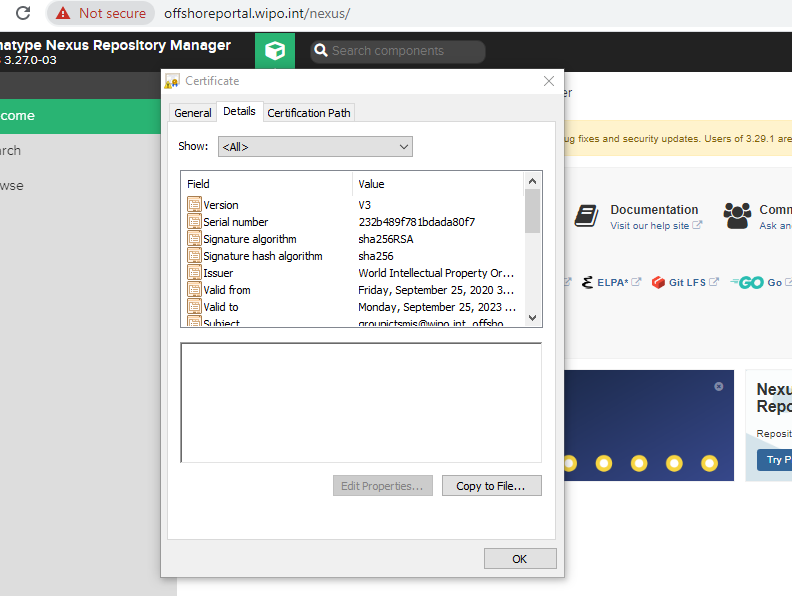 Not secure offshoreportal.wipo.int/nexus/
natype Nexus Repository Manager
3.27.0-03
Search components
Certificate
come
rch
wse
General Details Certification Path
Show: <All>
Field Value
Version V3
Serial number 232b489f781bdada80f7
Signature algorithm sha256RSA
Signature hash algorithm sha256
Issuer World Intellectual Property Or...
Valid from Friday, September 25, 2020 3...
Valid to Monday, September 25, 2023 ...
Subject groupictsmis@wipo.int, offsho
Edit Properties... Copy to File...
OK
er
ug fixes and security updates. Users of 3.29.1 are
Documentation
Visit our help site
Comm
Ask an
ELPA* Git LFS GO Go
Nexu
Repo
Reposit
Try P